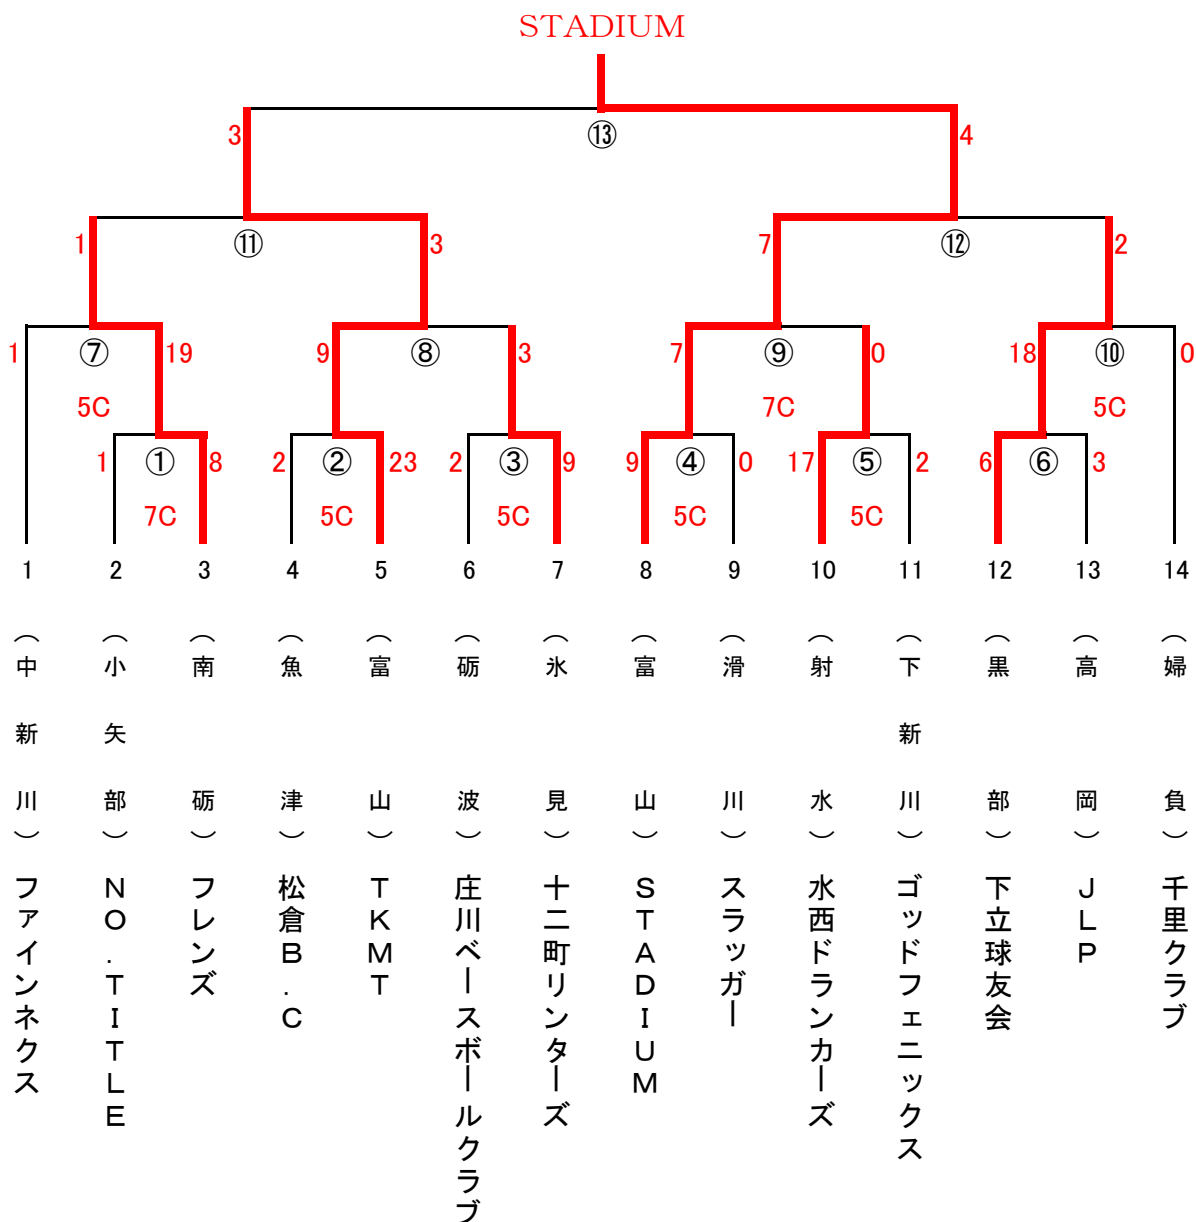 STADIUM
3 ⑬ 4
1 ⑪ 3 7 ⑫ 2
1 ⑦ 19 9 ⑧ 3 7 ⑨ 0 18 ⑩ 0
5C 7C 5C
1 ① 8 2 ② 23 2 ③ 9 9 ④ 0 17 ⑤ 2 6 ⑥ 3
7C 5C 5C 5C 5C
1 2 3 4 5 6 7 8 9 10 11 12 13 14
（中新川）ファインネクス
（小矢部）NO.TITLE
（南砺）フレンズ
（魚津）松倉B.C
（富山）TKMT
（砺波）庄川ベースボールクラブ
（氷見）十二町リンターズ
（富山）STADIUM
（滑川）スラッガー
（射水）水西ドランカーズ
（下新川）ゴッドフェニックス
（黒部）下立球友会
（高岡）JLP
（婦負）千里クラブ